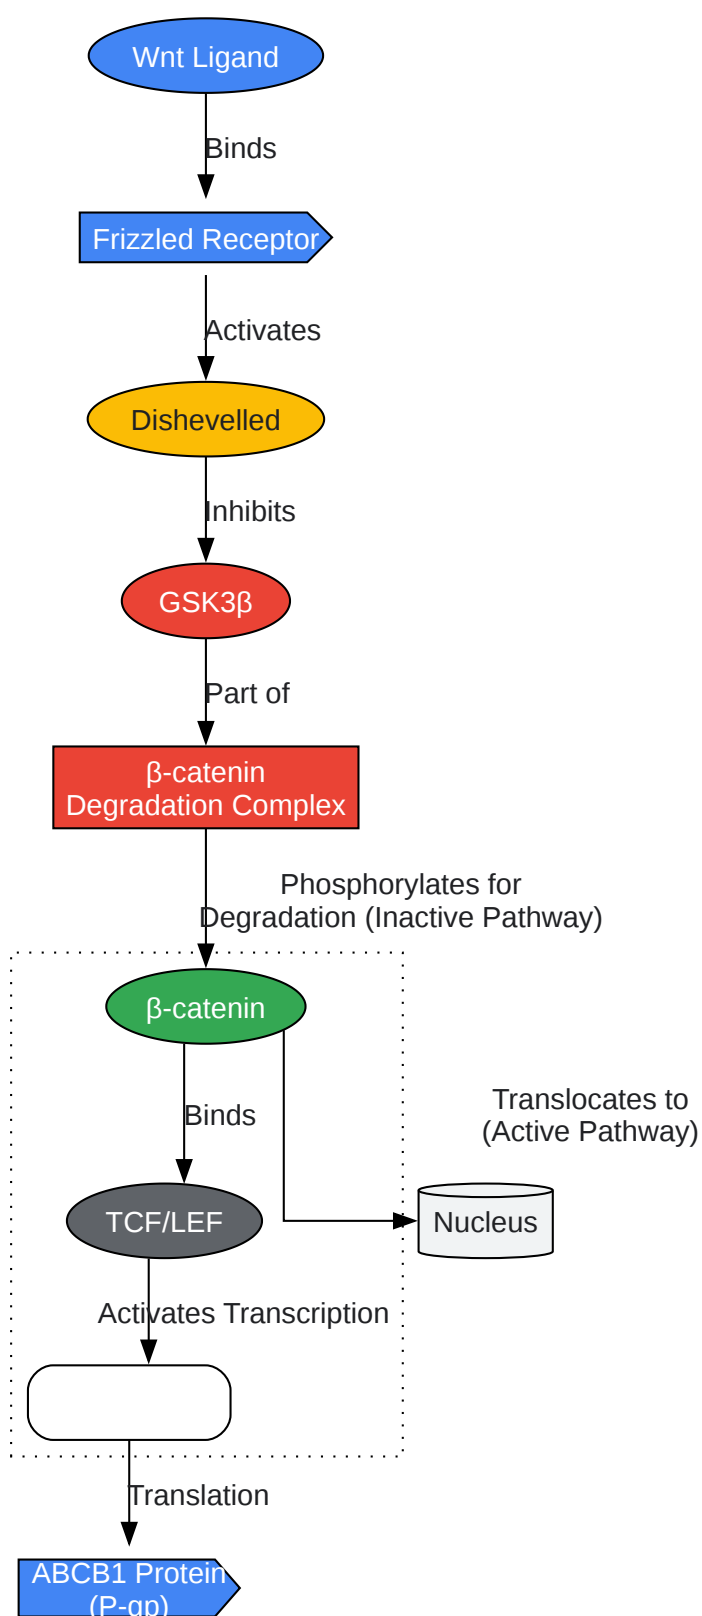 Wnt Ligand
Binds
Frizzled Receptor
Activates
Dishevelled
Inhibits
GSK3β
Part of
β-catenin
Degradation Complex
Phosphorylates for
Degradation (Inactive Pathway)
β-catenin
Translocates to
(Active Pathway)
Binds
TCF/LEF
Nucleus
Activates Transcription
Translation
ABCB1 Protein
(P-gp)